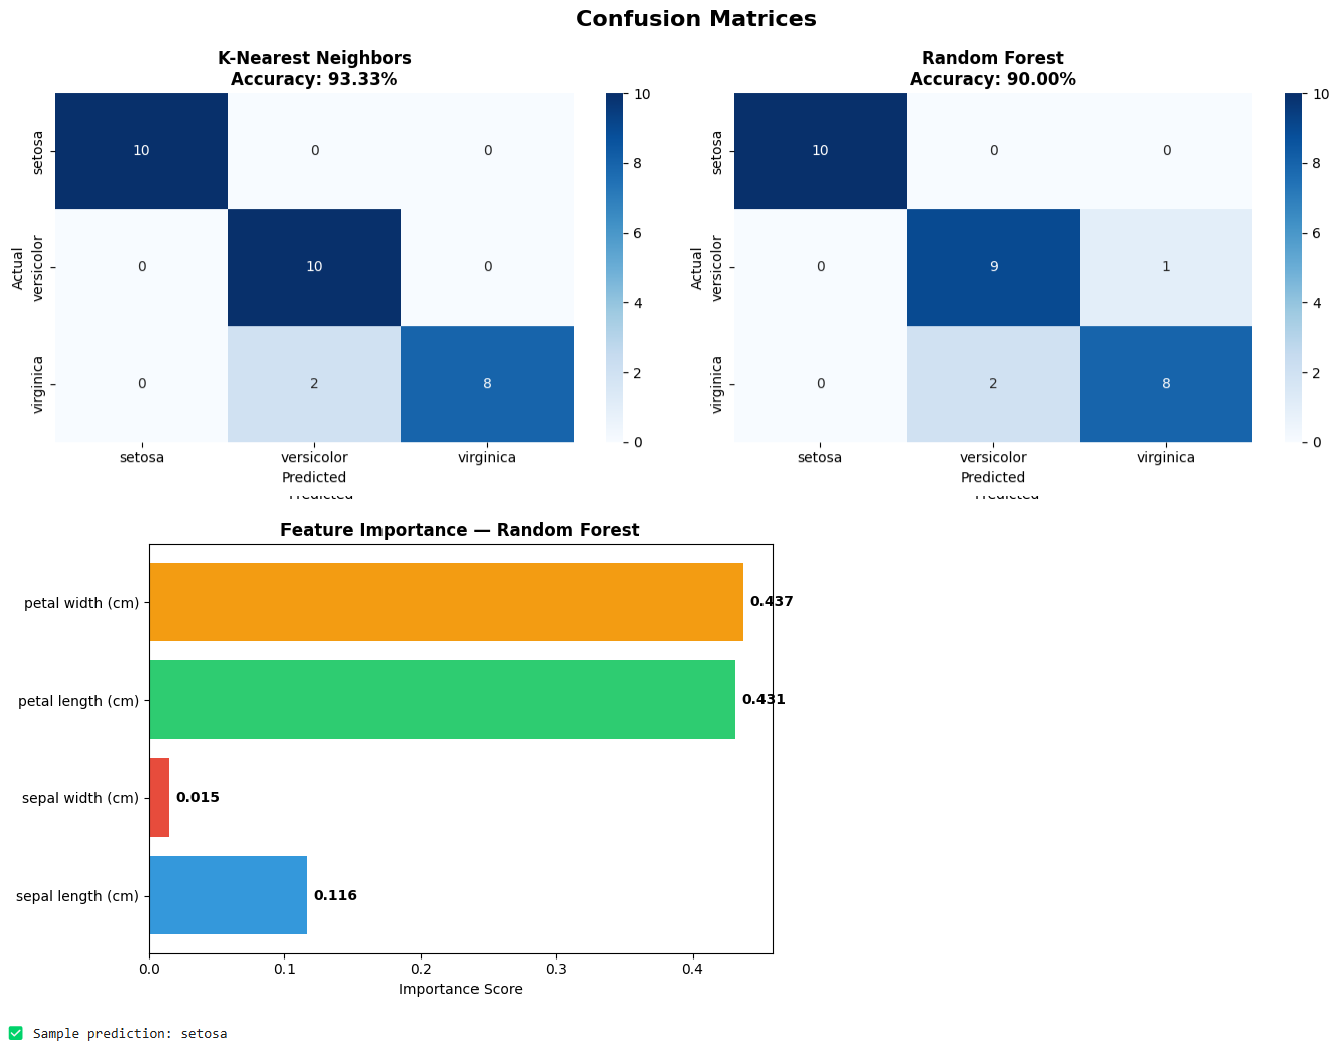 Confusion Matrices
K-Nearest Neighbors
Accuracy: 93.33%
10
0
0
0
10
0
0
2
8
setosa
versicolor
virginica
Actual
setosa
versicolor
virginica
Predicted
Predicted
10
8
6
4
2
0
Random Forest
Accuracy: 90.00%
10
0
0
0
9
1
0
2
8
setosa
versicolor
virginica
Actual
setosa
versicolor
virginica
Predicted
Predicted
10
8
6
4
2
0
Feature Importance — Random Forest
petal width (cm)
0.437
petal length (cm)
0.431
sepal width (cm)
0.015
sepal length (cm)
0.116
0.0
0.1
0.2
0.3
0.4
Importance Score
✅ Sample prediction: setosa